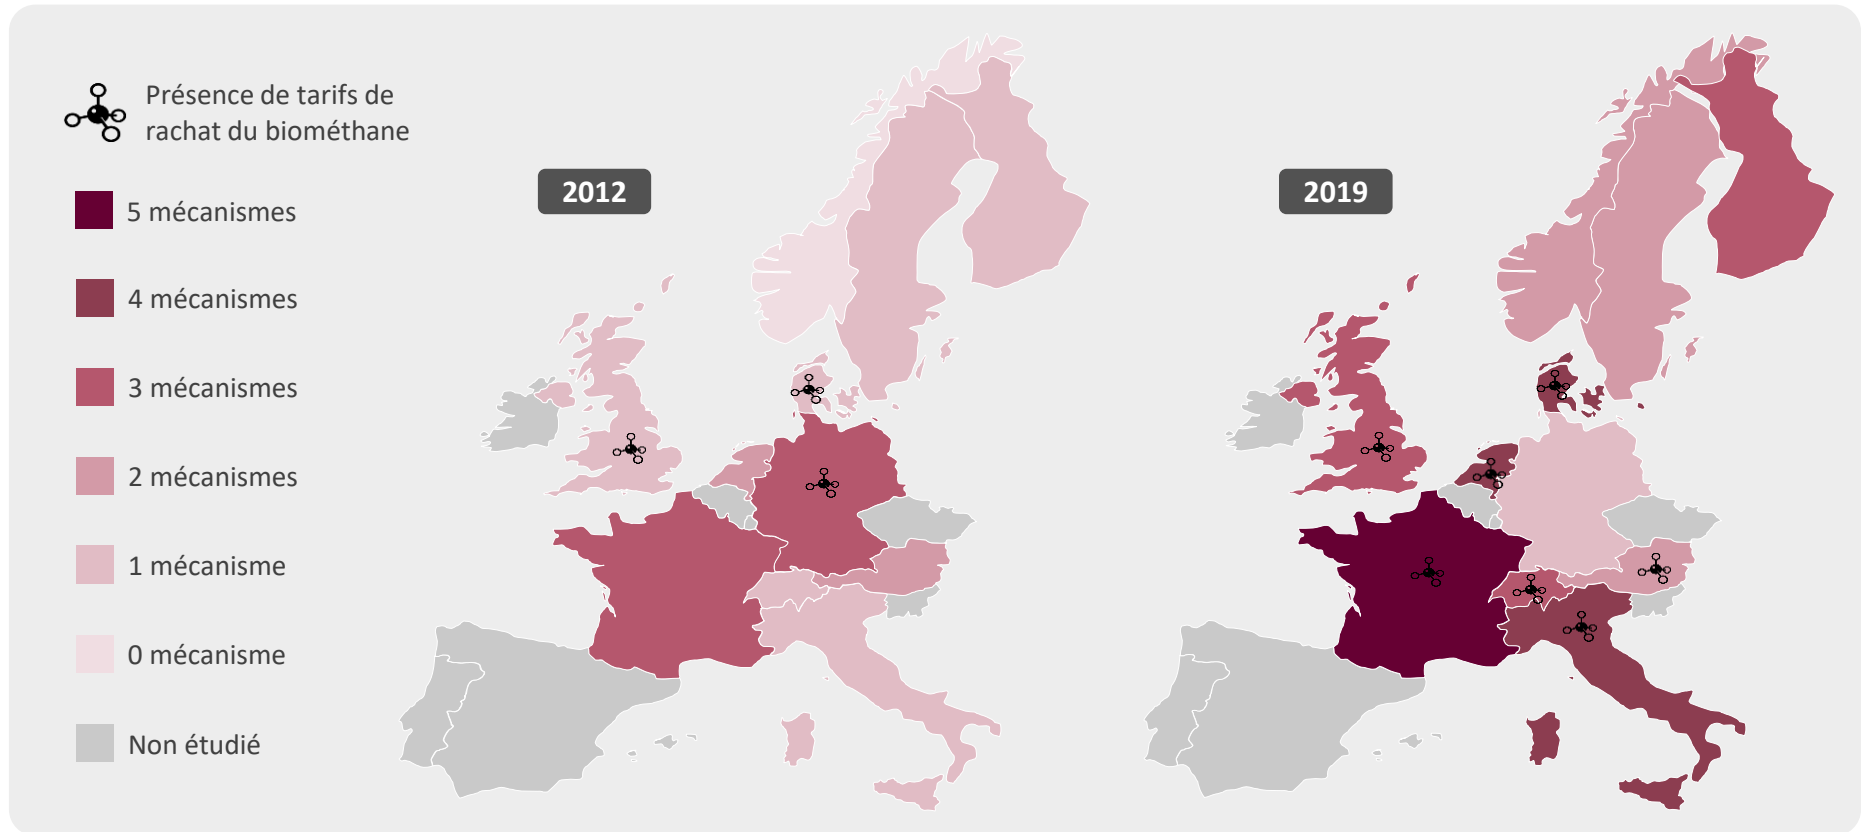 Présence de tarifs de
rachat du biométhane
5 mécanismes
4 mécanismes
3 mécanismes
2 mécanismes
1 mécanisme
0 mécanisme
Non étudié
2012
2019